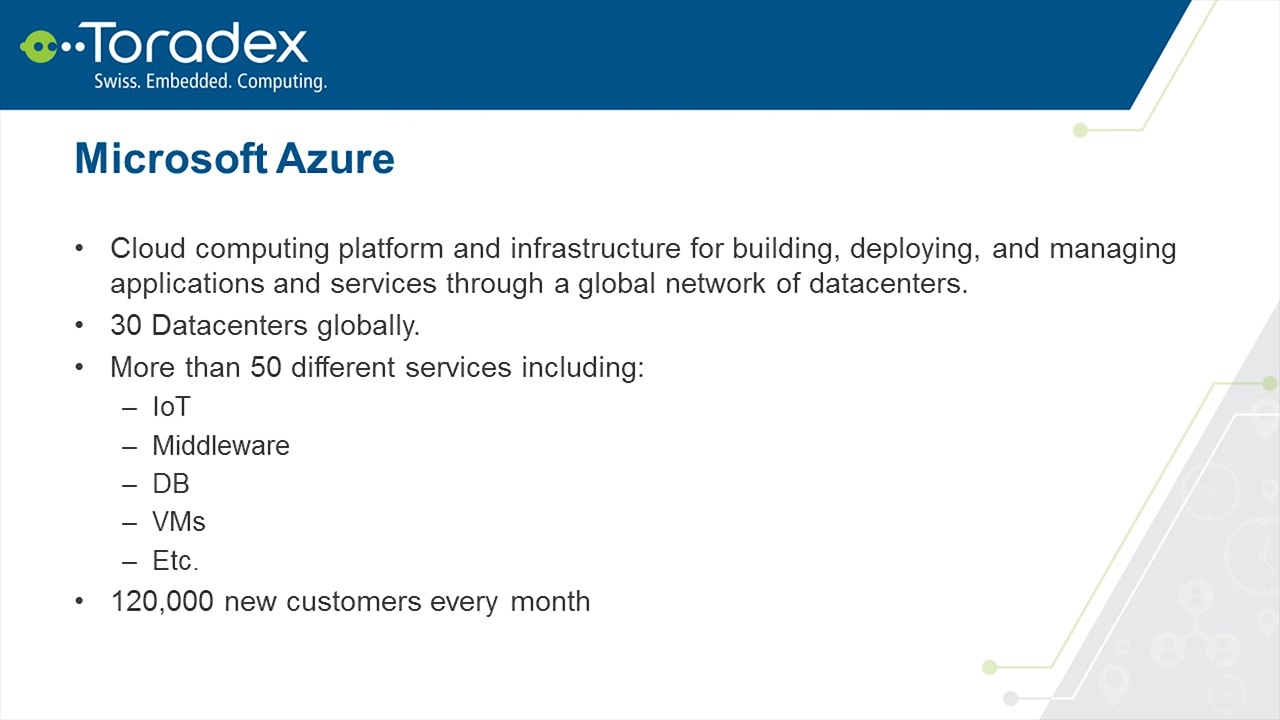 Toradex
Swiss. Embedded. Computing.
Microsoft Azure
• Cloud computing platform and infrastructure for building, deploying, and managing
applications and services through a global network of datacenters.
• 30 Datacenters globally.
• More than 50 different services including:
– IoT
– Middleware
– DB
– VMs
– Etc.
• 120,000 new customers every month